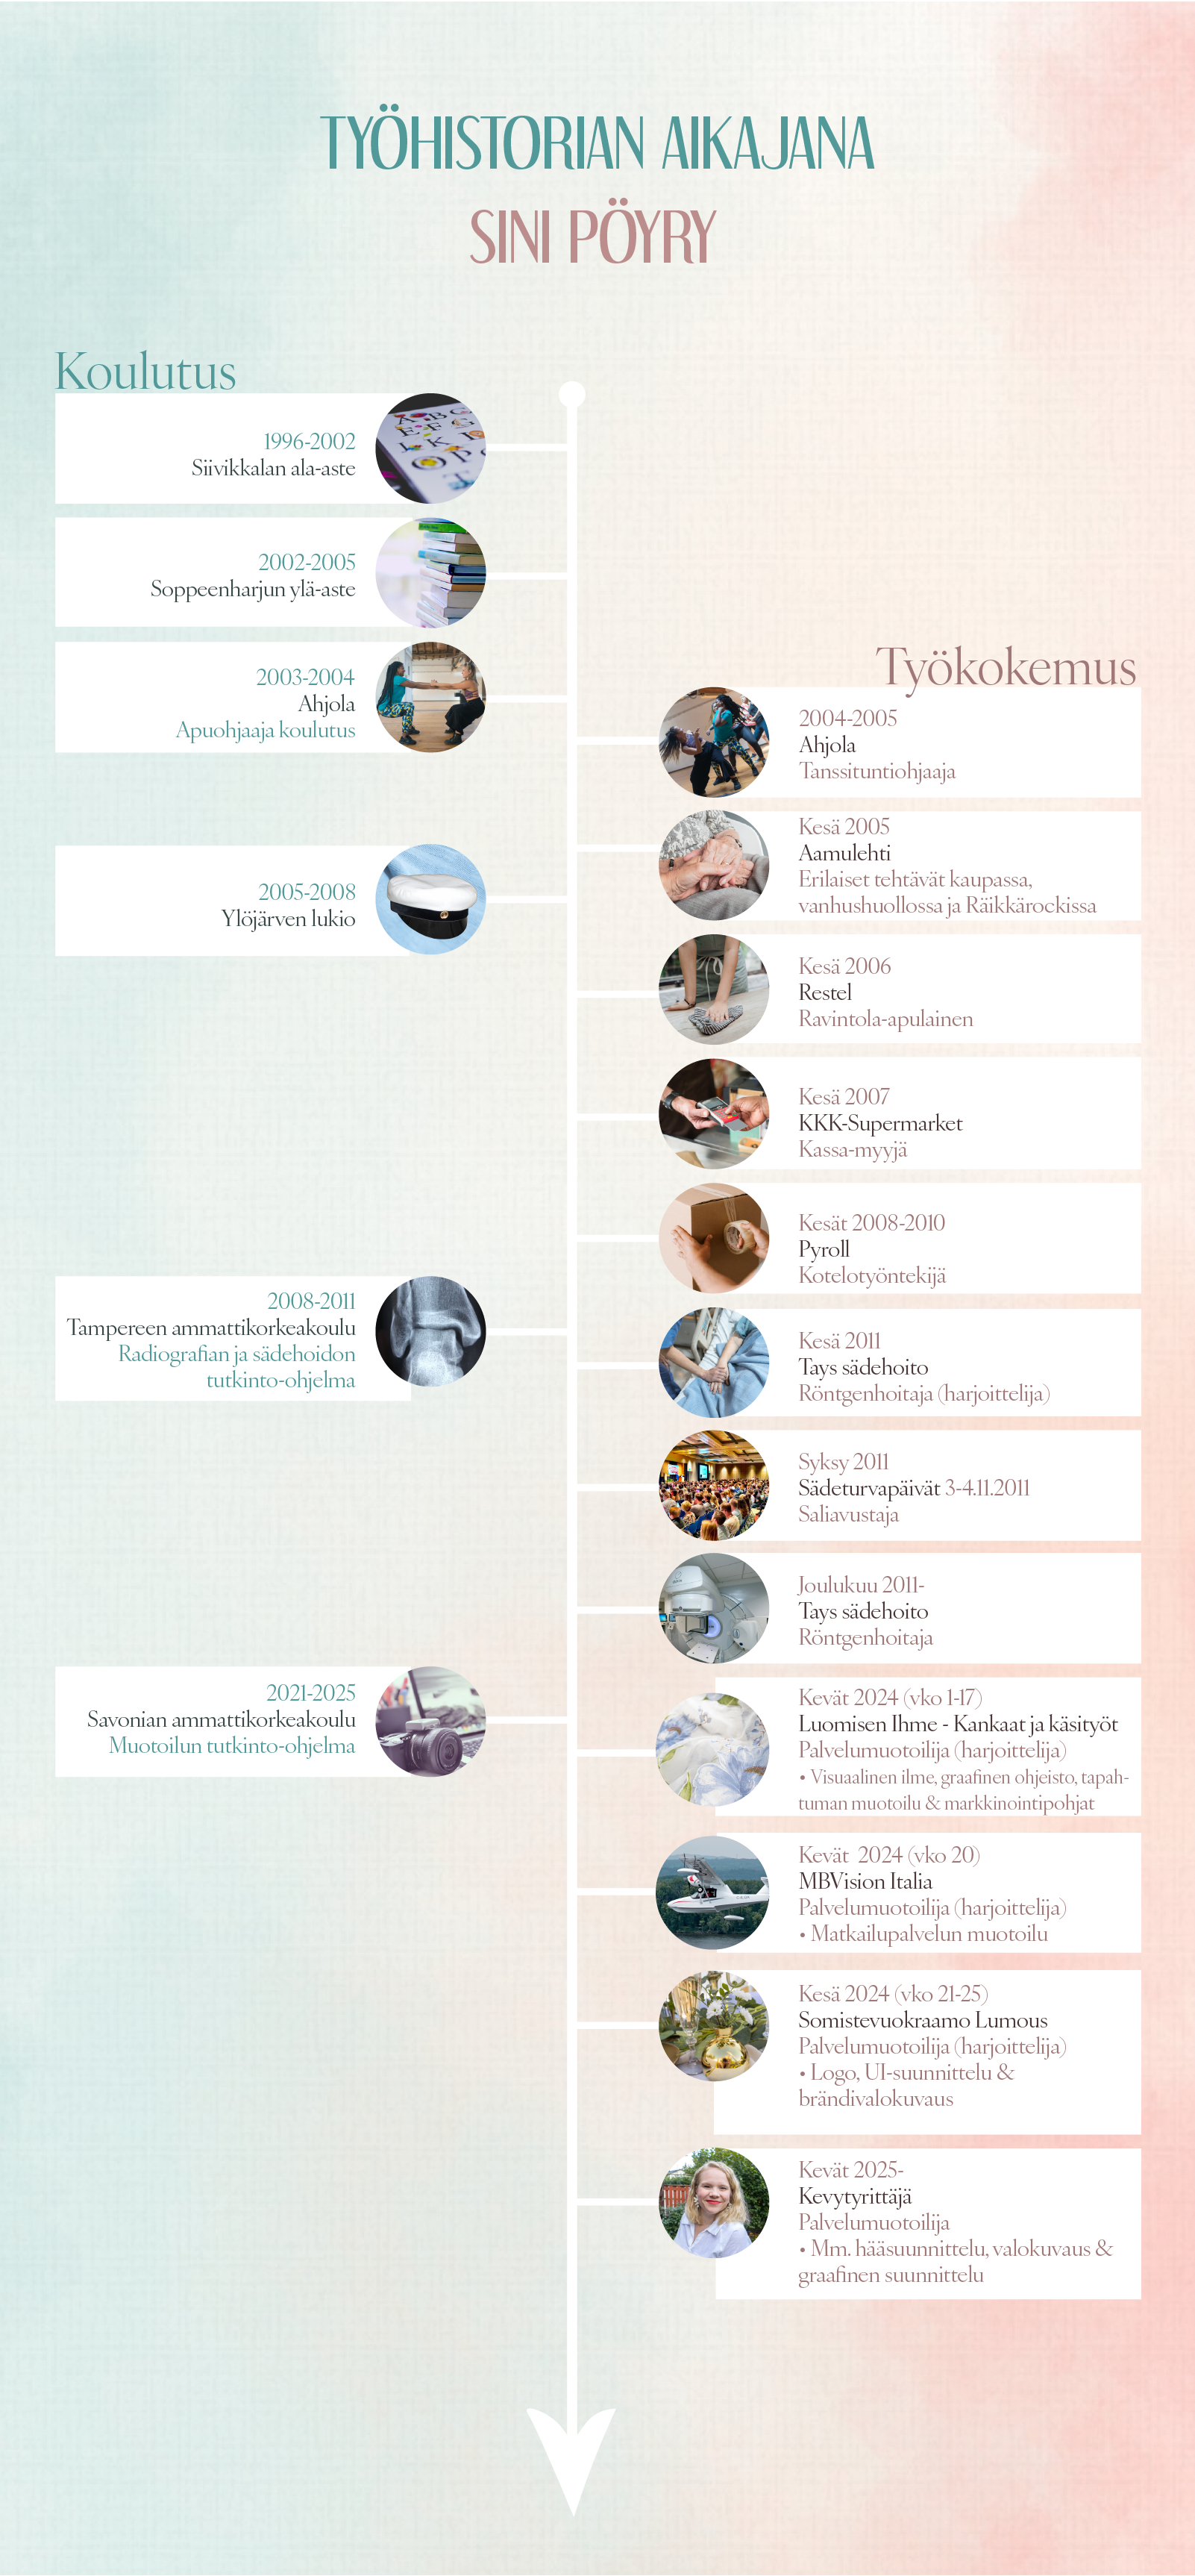 TYÖHISTORIAN AIKAJANA
SINI PÖYRY
Koulutus
1996-2002
Siivikkalan ala-aste
2002-2005
Soppeenharjun ylä-aste
2003-2004
Ahjola
Apuohjaaja koulutus
2005-2008
Ylöjärven lukio
2008-2011
Tampereen ammattikorkeakoulu
Radiografian ja sädehoidon
tutkinto-ohjelma
2021-2025
Savonian ammattikorkeakoulu
Muotoilun tutkinto-ohjelma
Työkokemus
2004-2005
Ahjola
Tanssituntiohjaaja
Kesä 2005
Aamulehti
Erilaiset tehtävät kaupassa,
vanhushuollossa ja Räikkärockissa
Kesä 2006
Restel
Ravintola-apulainen
Kesä 2007
KKK-Supermarket
Kassa-myyjä
Kesät 2008-2010
Pyroll
Kotelotyöntekijä
Kesä 2011
Tays sädehoito
Röntgenhoitaja (harjoittelija)
Syksy 2011
Sädeturvapäivät 3-4.11.2011
Saliavustaja
Joulukuu 2011-
Tays sädehoito
Röntgenhoitaja
Kevät 2024 (vko 1-17)
Luomisen Ihme - Kankaat ja käsityöt
Palvelumuotoilija (harjoittelija)
• Visuaalinen ilme, graafinen ohjeisto, tapah-
tuman muotoilu & markkinointipohjat
Kevät 2024 (vko 20)
MBVision Italia
Palvelumuotoilija (harjoittelija)
• Matkailupalvelun muotoilu
Kesä 2024 (vko 21-25)
Somistevuokraamo Lumous
Palvelumuotoilija (harjoittelija)
• Logo, UI-suunnittelu &
brändivalokuvaus
Kevät 2025-
Kevytyrittäjä
Palvelumuotoilija
• Mm. hääsuunnittelu, valokuvaus &
graafinen suunnittelu